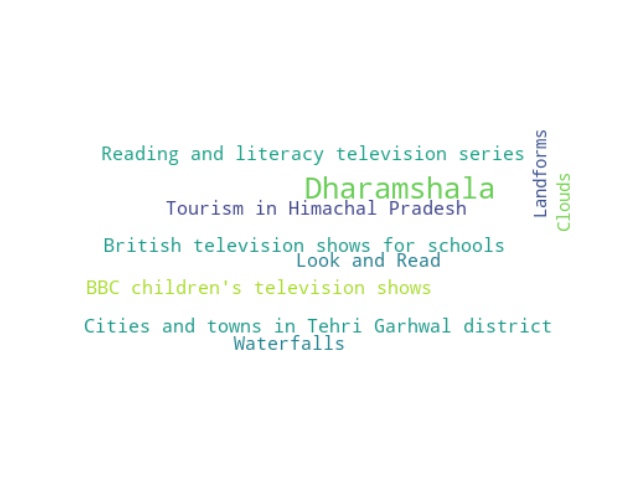 Reading and literacy television series
Landforms
Clouds
Dharamshala
Tourism in Himachal Pradesh
British television shows for schools
Look and Read
BBC children's television shows
Cities and towns in Tehri Garhwal district
Waterfalls